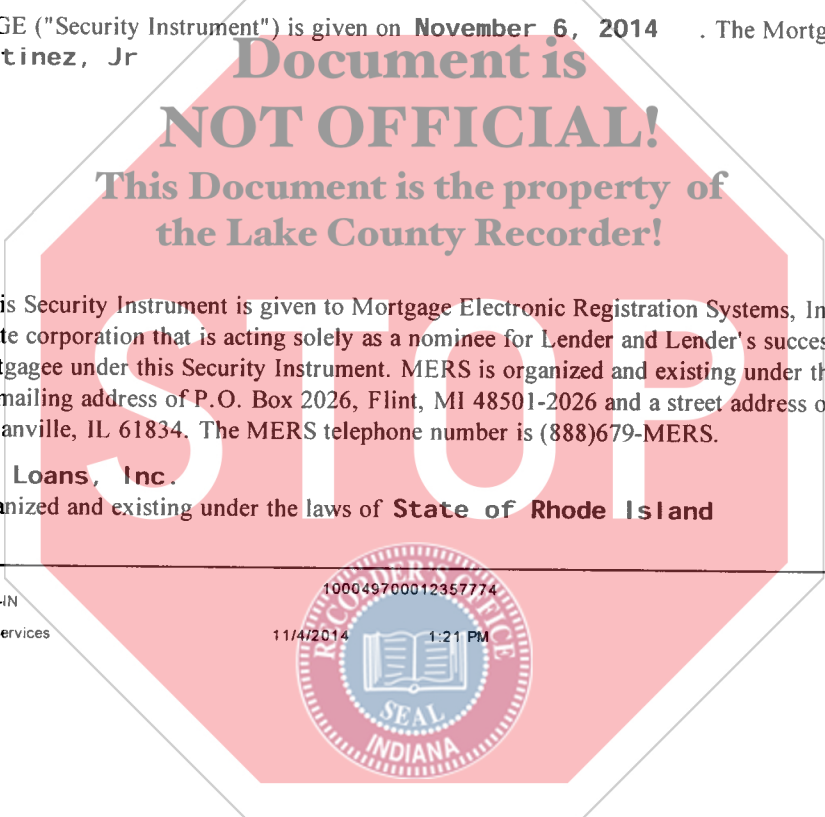 GE ("Security Instrument") is given on November 6, 2014 . The Mortg
tinez, Jr
Document is
NOT OFFICIAL!
This Document is the property of
the Lake County Recorder!
is Security Instrument is given to Mortgage Electronic Registration Systems, In
te corporation that is acting solely as a nominee for Lender and Lender's succes
tgagee under this Security Instrument. MERS is organized and existing under th
mailing address of P.O. Box 2026, Flint, MI 48501-2026 and a street address o
anville, IL 61834. The MERS telephone number is (888)679-MERS.
STOP
Loans, Inc.
anized and existing under the laws of State of Rhode Island
100049700012357774
-IN
ervices 11/4/2014 1:21 PM
RECORDER'S OFFICE
SEAL
INDIANA